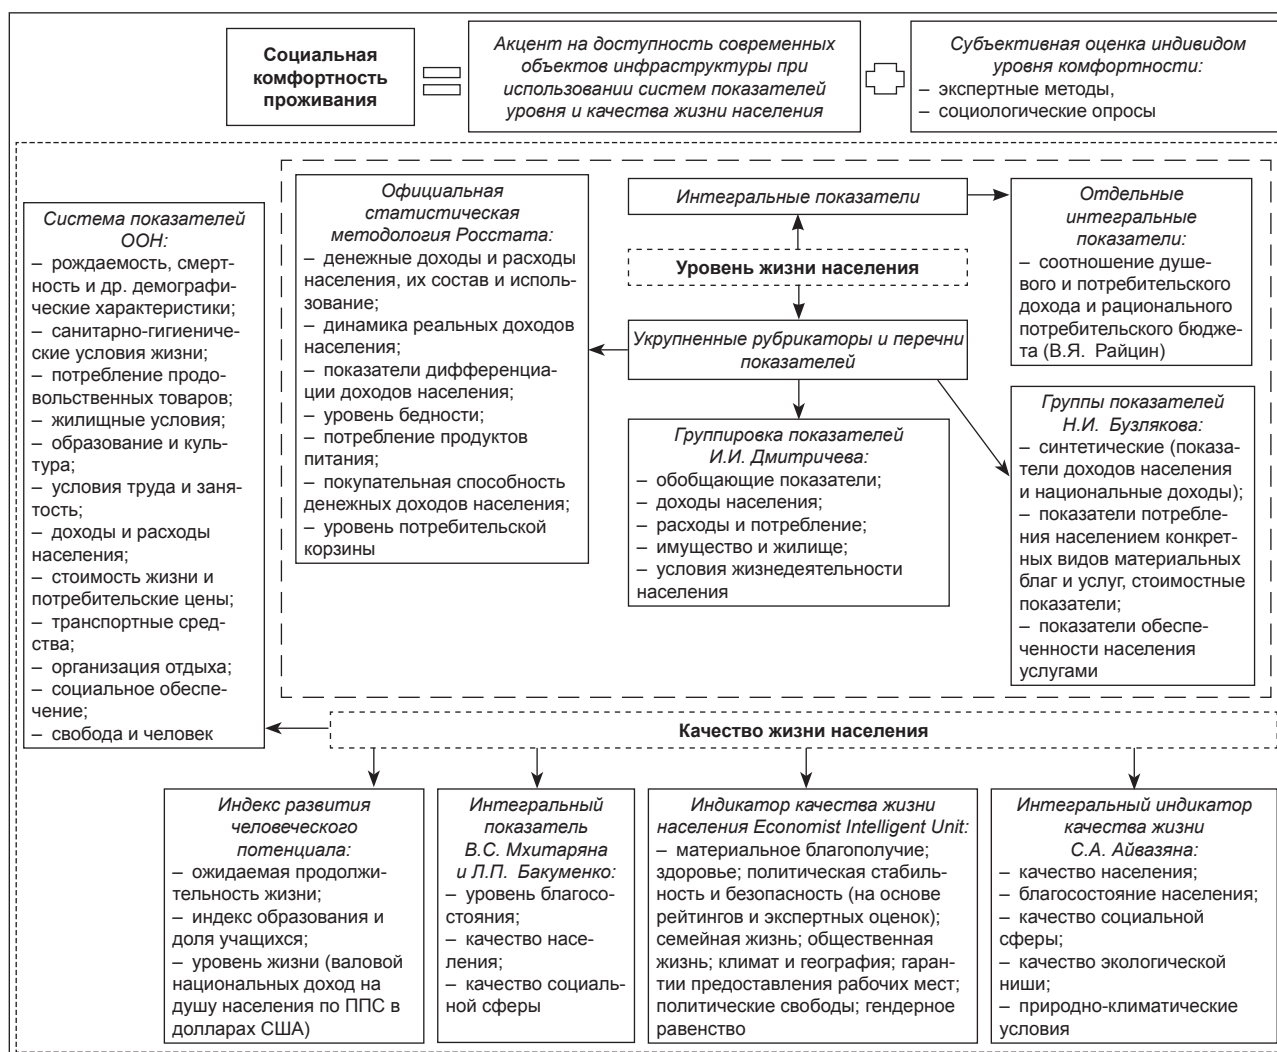 Социальная
комфортность
проживания
Акцент на доступность современных
объектов инфраструктуры при
использовании систем показателей
уровня и качества жизни населения
Субъективная оценка индивидом
уровня комфортности:
– экспертные методы,
– социологические опросы
Система показателей
ООН:
– рождаемость, смерт-
ность и др. демографи-
ческие характеристики;
– санитарно-гигиениче-
ские условия жизни;
– потребление продо-
вольственных товаров;
– жилищные условия;
– образование и куль-
тура;
– условия труда и заня-
тость;
– доходы и расходы
населения;
– стоимость жизни и
потребительские цены;
– транспортные сред-
ства;
– организация отдыха;
– социальное обеспе-
чение;
– свобода и человек
Официальная
статистическая
методология Росстата:
– денежные доходы и расходы
населения, их состав и исполь-
зование;
– динамика реальных доходов
населения;
– показатели дифференциа-
ции доходов населения;
– уровень бедности;
– потребление продуктов
питания;
– покупательная способность
денежных доходов населения;
– уровень потребительской
корзины
Интегральные показатели
Уровень жизни населения
Укрупненные рубрикаторы и перечни
показателей
Группировка показателей
И.И. Дмитричева:
– обобщающие показатели;
– доходы населения;
– расходы и потребление;
– имущество и жилище;
– условия жизнедеятельности
населения
Отдельные
интегральные
показатели:
– соотношение душе-
вого и потребительского
дохода и рационального
потребительского бюдже-
та (В.Я. Райцин)
Группы показателей
Н.И. Бузлякова:
– синтетические (показа-
тели доходов населения
и национальные доходы);
– показатели потребле-
ния населением конкрет-
ных видов материальных
благ и услуг, стоимостные
показатели;
– показатели обеспе-
ченности населения
услугами
Качество жизни населения
Индекс развития
человеческого
потенциала:
– ожидаемая продолжи-
тельность жизни;
– индекс образования и
доля учащихся;
– уровень жизни (валовой
национальных доход на
душу населения по ППС в
долларах США)
Интегральный
показатель
В.С. Мхитаряна
и Л.П. Бакуменко:
– уровень благосо-
стояния;
– качество насе-
ления;
– качество социаль-
ной сферы
Индикатор качества жизни
населения Economist Intelligent Unit:
– материальное благополучие;
здоровье; политическая стабиль-
ность и безопасность (на основе
рейтингов и экспертных оценок);
семейная жизнь; общественная
жизнь; климат и география; гаран-
тии предоставления рабочих мест;
политические свободы; гендерное
равенство
Интегральный индикатор
качества жизни
С.А. Айвазяна:
– качество населения;
– благосостояние населения;
– качество социальной
сферы;
– качество экологической
ниши;
– природно-климатические
условия